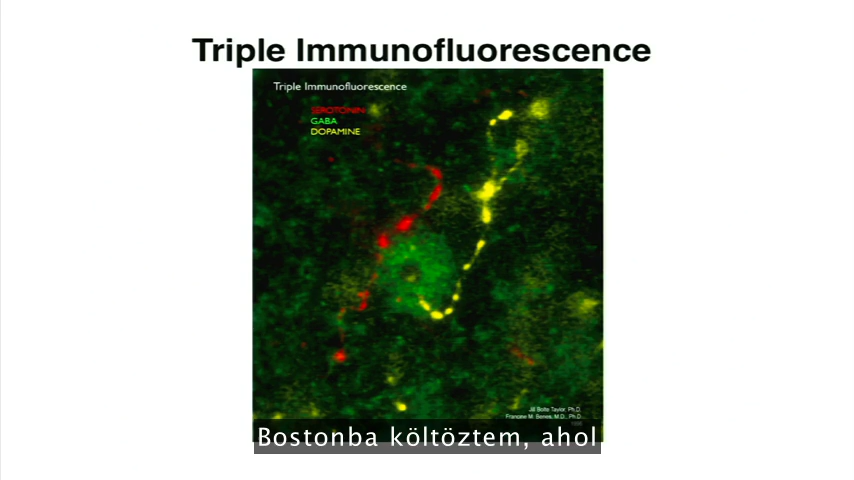 Triple Immunofluorescence
Triple Immunofluorescence
SEROTONIN
GABA
DOPAMINE
Jill Bolte Taylor, Ph.D.
Francine M. Benes, M.D., Ph.D.
Bostonba költöztem, ahol